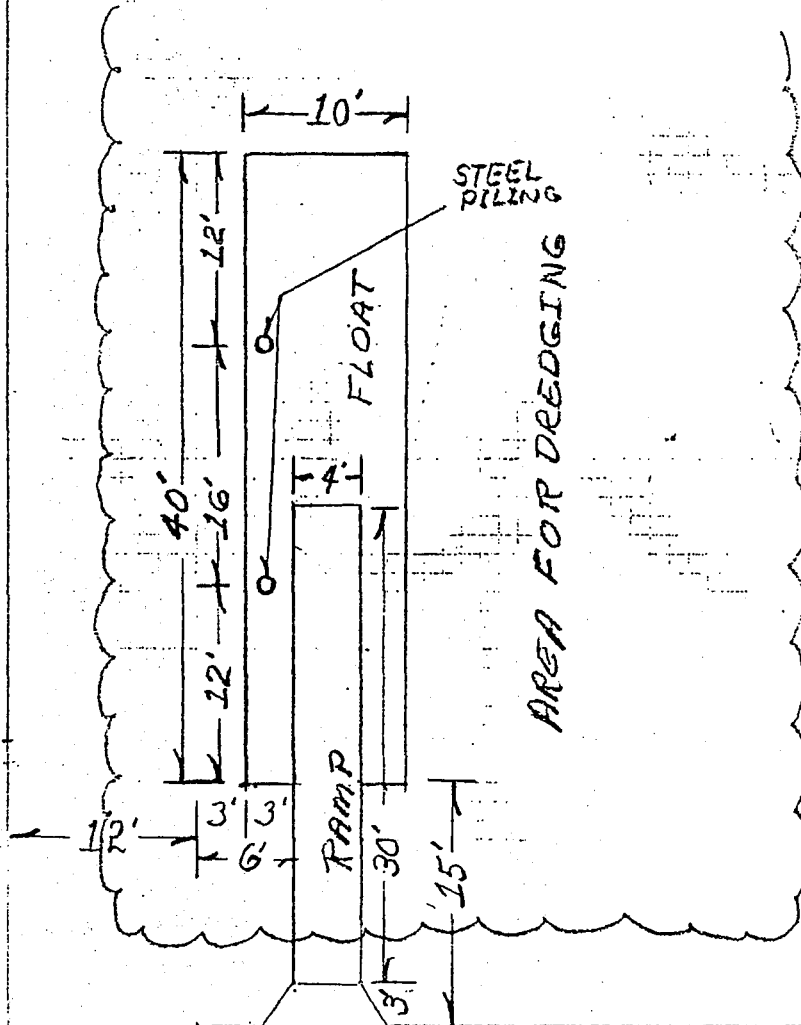 10'
STEEL
PILING
12'
FLOAT
AREA FOR DREDGING
4'
40'
16'
12'
RAMP
3' 3'
12'
6'
30'
15'
3'